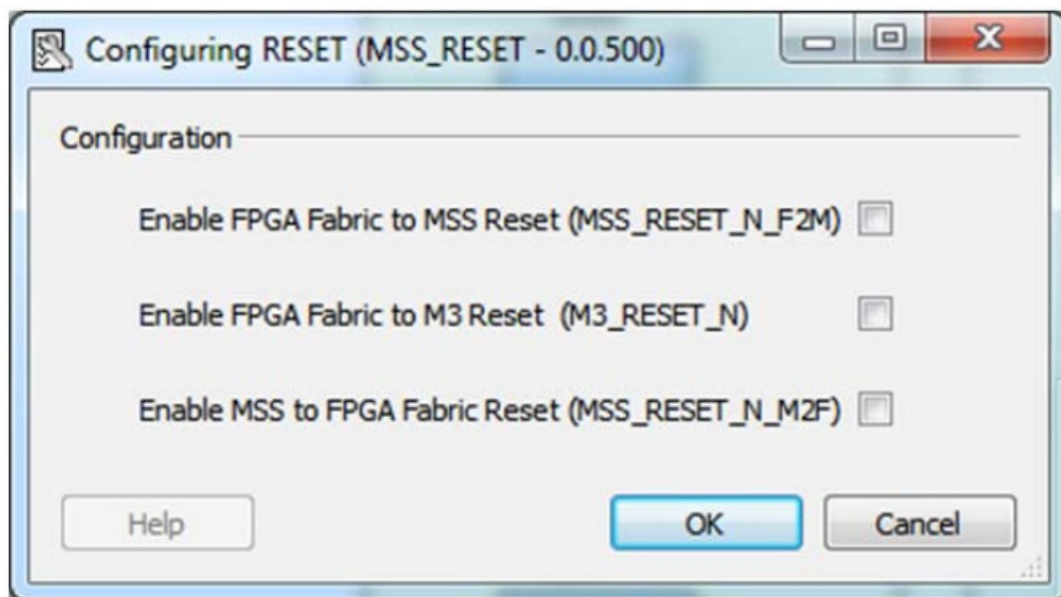 Configuring RESET (MSS_RESET - 0.0.500)
Configuration
Enable FPGA Fabric to MSS Reset (MSS_RESET_N_F2M)
Enable FPGA Fabric to M3 Reset (M3_RESET_N)
Enable MSS to FPGA Fabric Reset (MSS_RESET_N_M2F)
Help OK Cancel